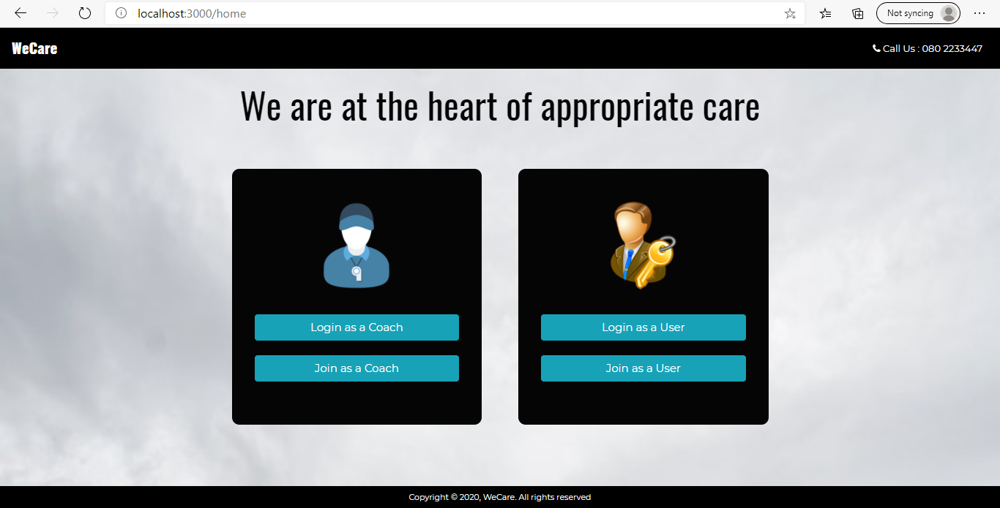 localhost:3000/home
Not syncing
WeCare
Call Us : 080 2233447
We are at the heart of appropriate care
Login as a Coach
Join as a Coach
Login as a User
Join as a User
Copyright © 2020, WeCare. All rights reserved